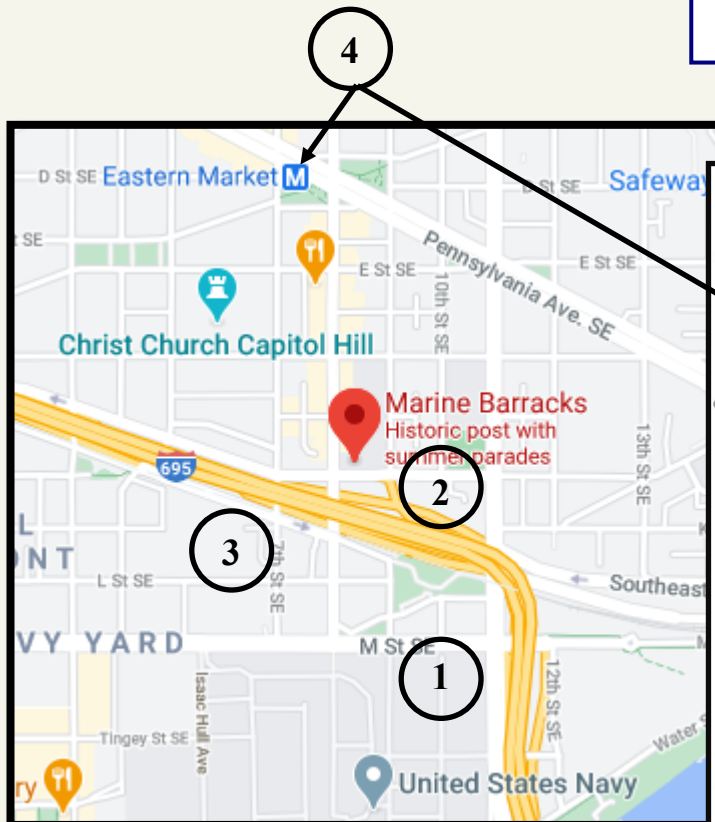 4
D St SE Eastern Market M
D St SE
Safeway
SE
Pennsylvania Ave. SE
E St SE
E St SE
10th St SE
Christ Church Capitol Hill
Marine Barracks
Historic post with
summer parades
13th St SE
695
2
3
7th St SE
L
NT
L St SE
Southeast
VY YARD
M St SE
M
1
Isaac Hull Ave
12th St SE
Tingey St SE
Water S
ry
United States Navy